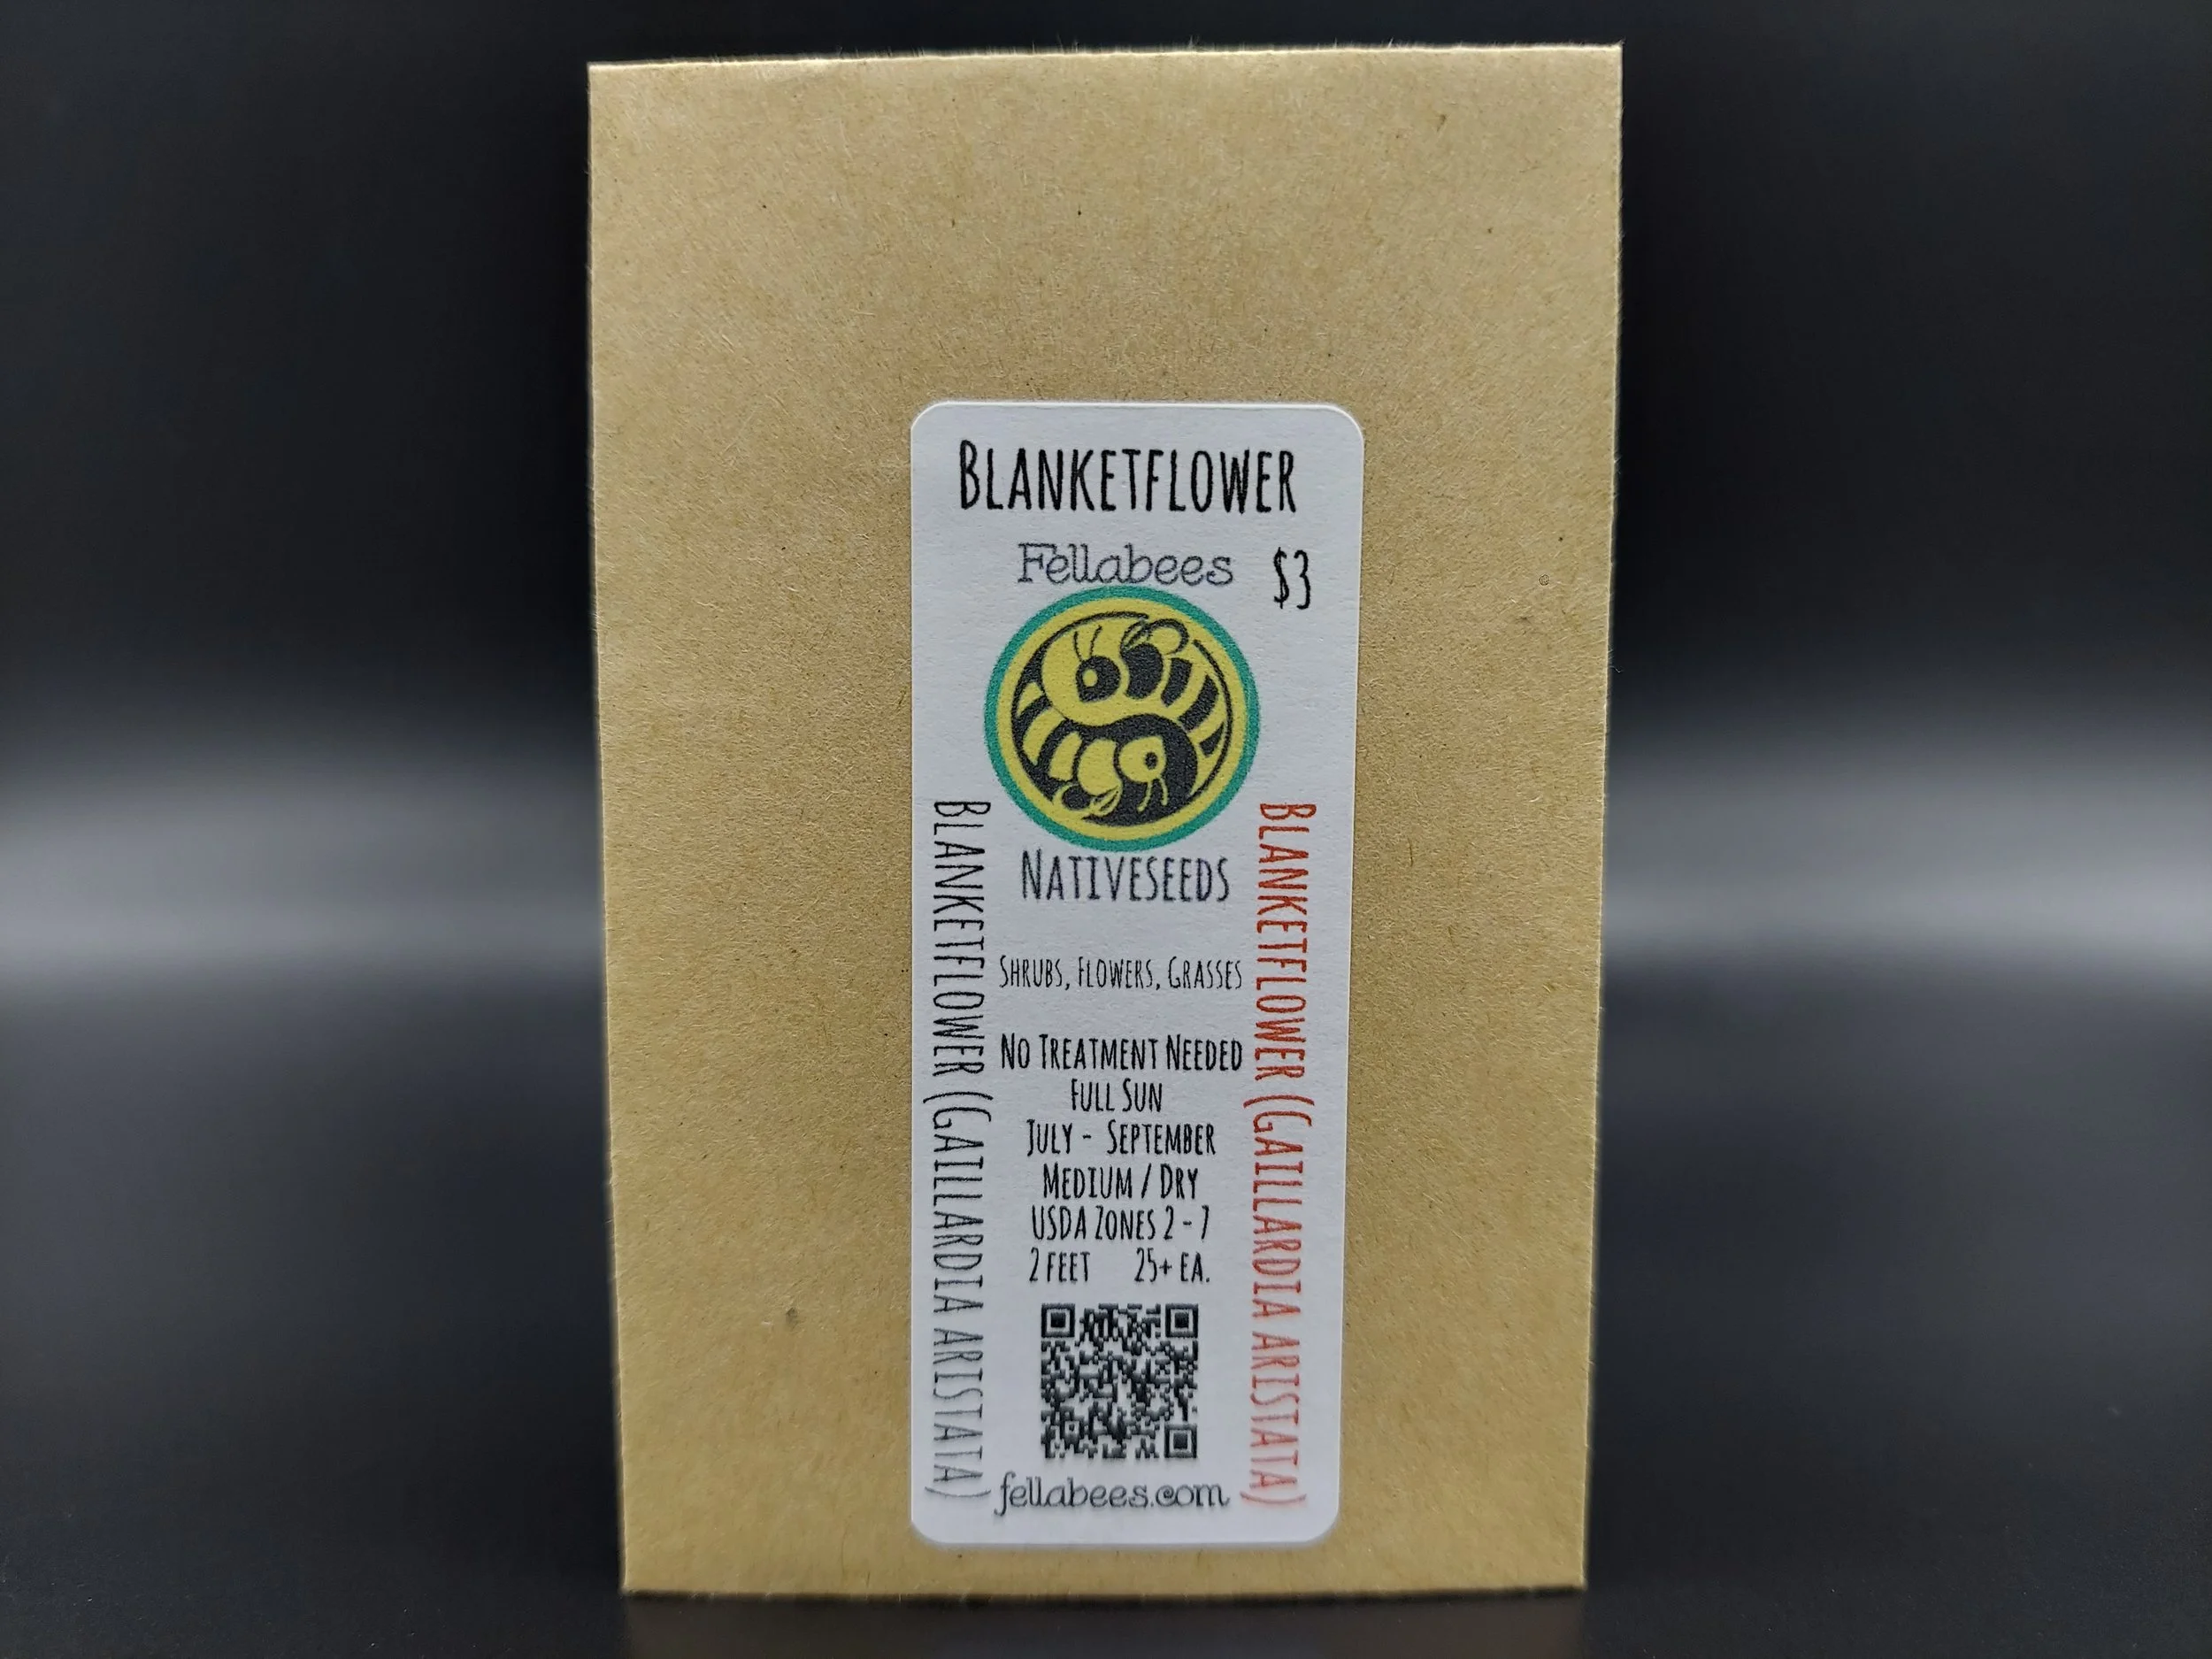 Blanketflower
Fellabees
$3
Nativeseeds
Blanketflower (Gaillardia aristata)
Blanketflower (Gaillardia aristata)
Shrubs, Flowers, Grasses
No Treatment Needed
Full Sun
July - September
Medium / Dry
USDA Zones 2 - 7
2 feet 25+ ea.
fellabees.com